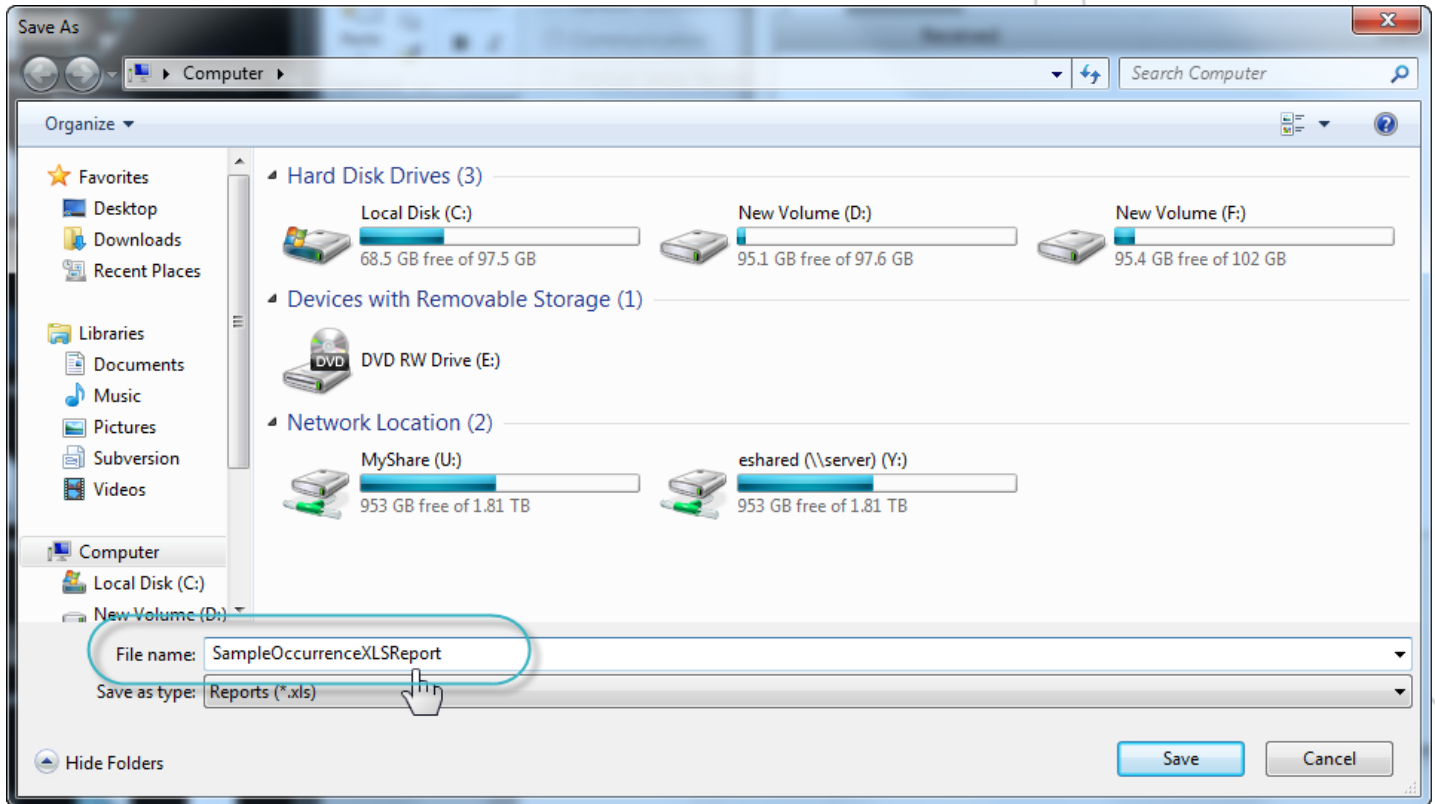 Save As
Computer
Search Computer
Organize
Favorites
Desktop
Downloads
Recent Places
Libraries
Documents
Music
Pictures
Subversion
Videos
Computer
Local Disk (C:)
New Volume (D:)
Hard Disk Drives (3)
Local Disk (C:)
68.5 GB free of 97.5 GB
New Volume (D:)
95.1 GB free of 97.6 GB
New Volume (F:)
95.4 GB free of 102 GB
Devices with Removable Storage (1)
DVD
DVD RW Drive (E:)
Network Location (2)
MyShare (U:)
953 GB free of 1.81 TB
eshared (\\server) (Y:)
953 GB free of 1.81 TB
File name: SampleOccurrenceXLSReport
Save as type: Reports (*.xls)
Hide Folders
Save
Cancel